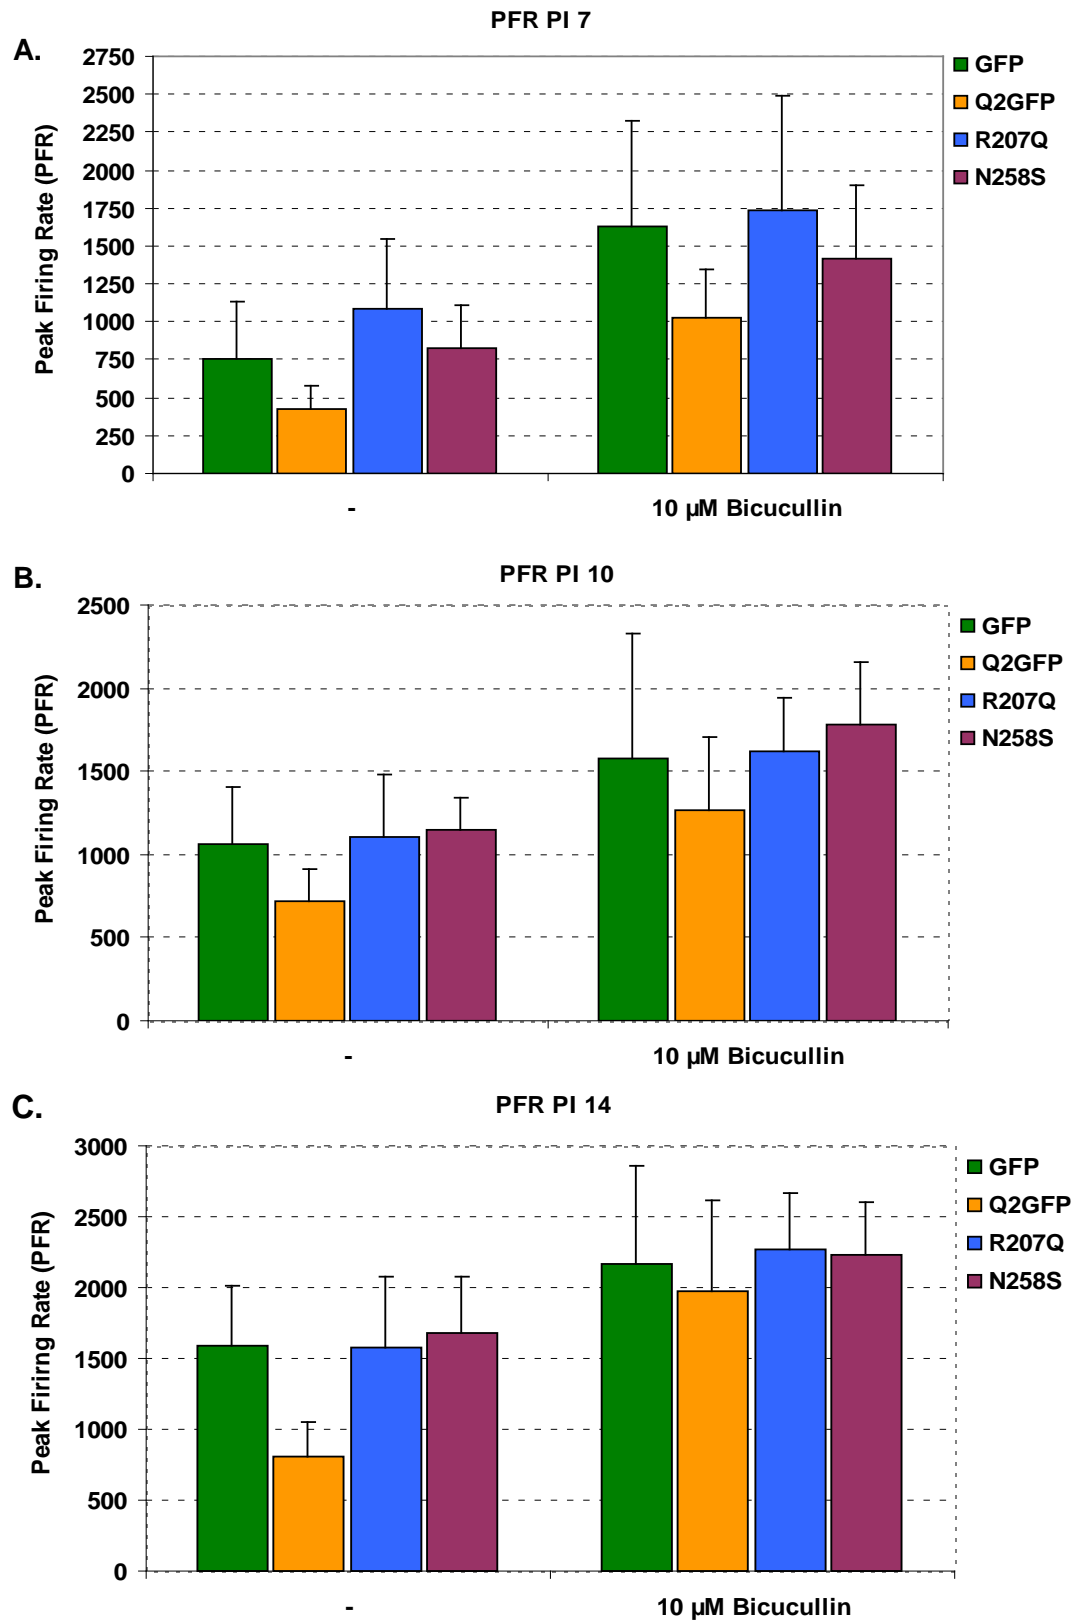 PFR PI 7
A.
2750
2500
2250
2000
1750
1500
1250
1000
750
500
250
0
Peak Firing Rate (PFR)
GFP
Q2GFP
R207Q
N258S
-
10 µM Bicucullin
PFR PI 10
B.
2500
2000
1500
1000
500
0
Peak Firing Rate (PFR)
GFP
Q2GFP
R207Q
N258S
-
10 µM Bicucullin
PFR PI 14
C.
3000
2500
2000
1500
1000
500
0
Peak Firirng Rate (PFR)
GFP
Q2GFP
R207Q
N258S
-
10 µM Bicucullin